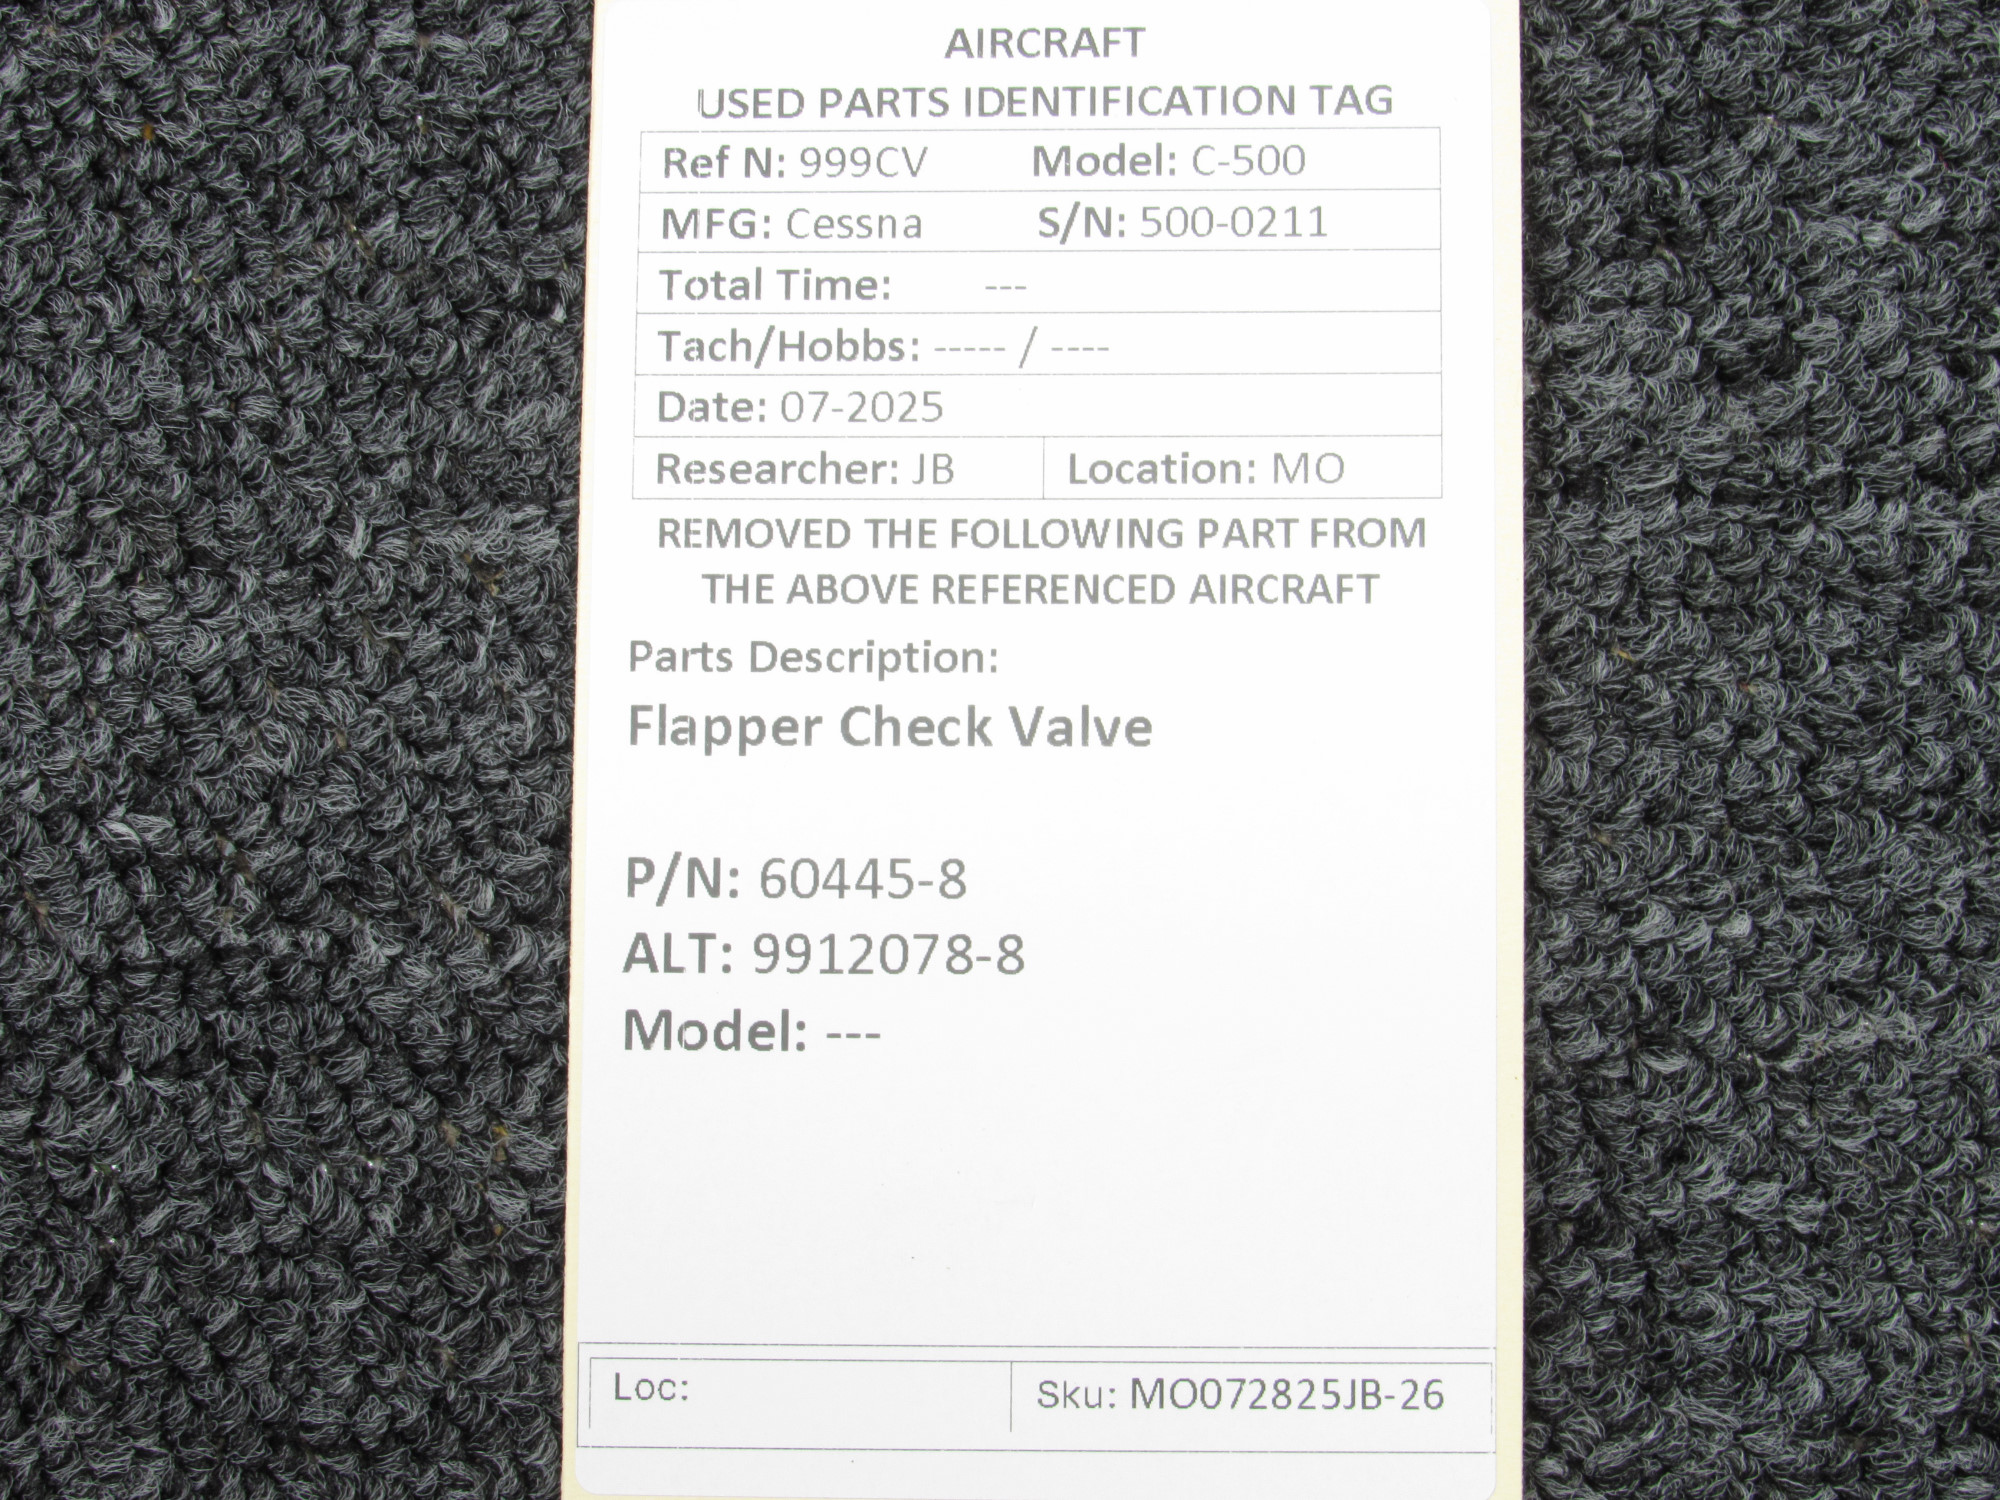 AIRCRAFT
USED PARTS IDENTIFICATION TAG
Ref N: 999CV Model: C-500
MFG: Cessna S/N: 500-0211
Total Time: ---
Tach/Hobbs: ----- / ----
Date: 07-2025
Researcher: JB Location: MO
REMOVED THE FOLLOWING PART FROM
THE ABOVE REFERENCED AIRCRAFT
Parts Description:
Flapper Check Valve
P/N: 60445-8
ALT: 9912078-8
Model: ---
Loc: Sku: MO072825JB-26